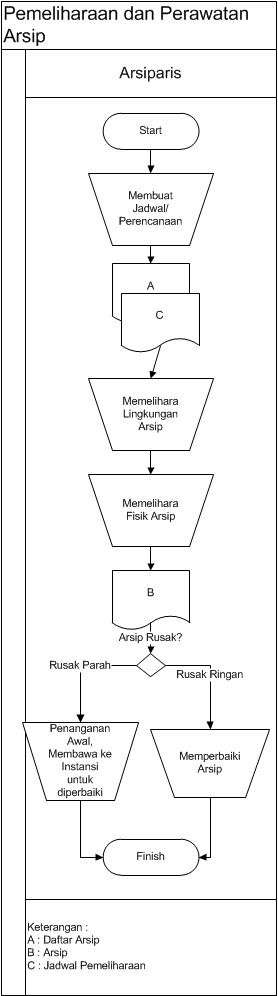 Pemeliharaan dan Perawatan
Arsip
Arsiparis
Start
Membuat
Jadwal/
Perencanaan
A
C
Memelihara
Lingkungan
Arsip
Memelihara
Fisik Arsip
B
Arsip Rusak?
Rusak Parah
Rusak Ringan
Penanganan
Awal,
Membawa ke
Instansi
untuk
diperbaiki
Memperbaiki
Arsip
Finish
Keterangan :
A : Daftar Arsip
B : Arsip
C : Jadwal Pemeliharaan